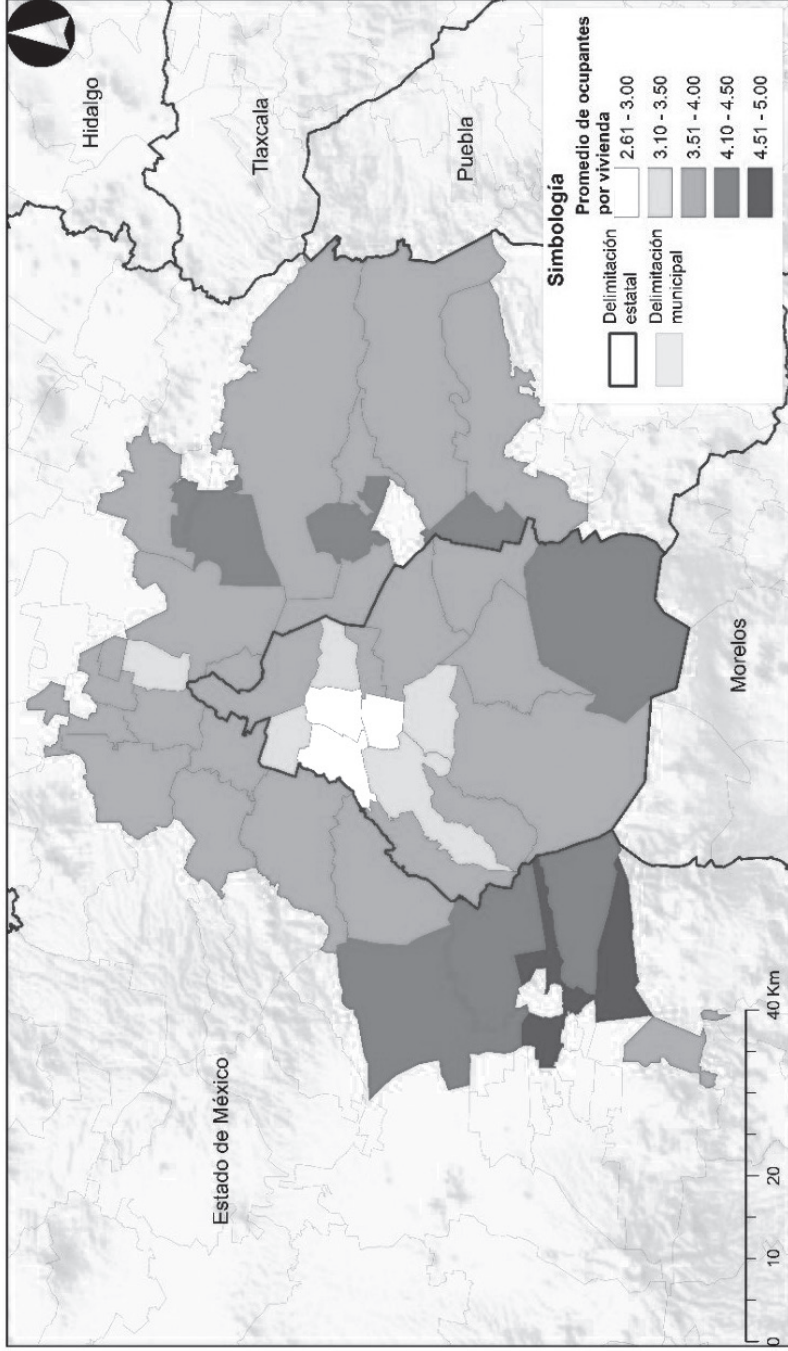 Hidalgo
Tlaxcala
Puebla
Estado de México
Morelos
Simbología
Delimitación
estatal
Delimitación
municipal
Promedio de ocupantes
por vivienda
2.61 - 3.00
3.10 - 3.50
3.51 - 4.00
4.10 - 4.50
4.51 - 5.00
0 10 20 40 Km